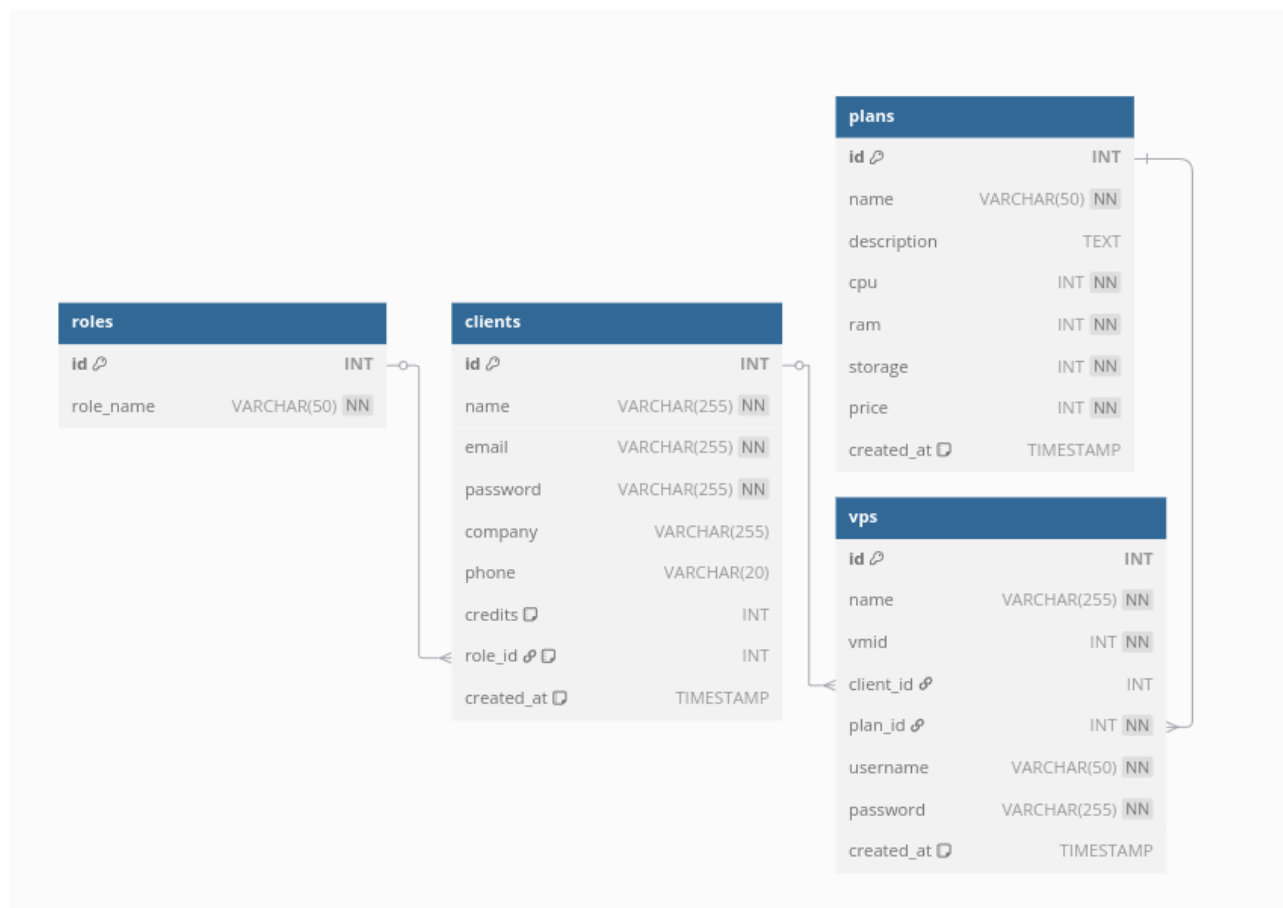 roles
id INT
role_name VARCHAR(50) NN
clients
id INT
name VARCHAR(255) NN
email VARCHAR(255) NN
password VARCHAR(255) NN
company VARCHAR(255)
phone VARCHAR(20)
credits INT
role_id INT
created_at TIMESTAMP
plans
id INT
name VARCHAR(50) NN
description TEXT
cpu INT NN
ram INT NN
storage INT NN
price INT NN
created_at TIMESTAMP
vps
id INT
name VARCHAR(255) NN
vmid INT NN
client_id INT
plan_id INT NN
username VARCHAR(50) NN
password VARCHAR(255) NN
created_at TIMESTAMP